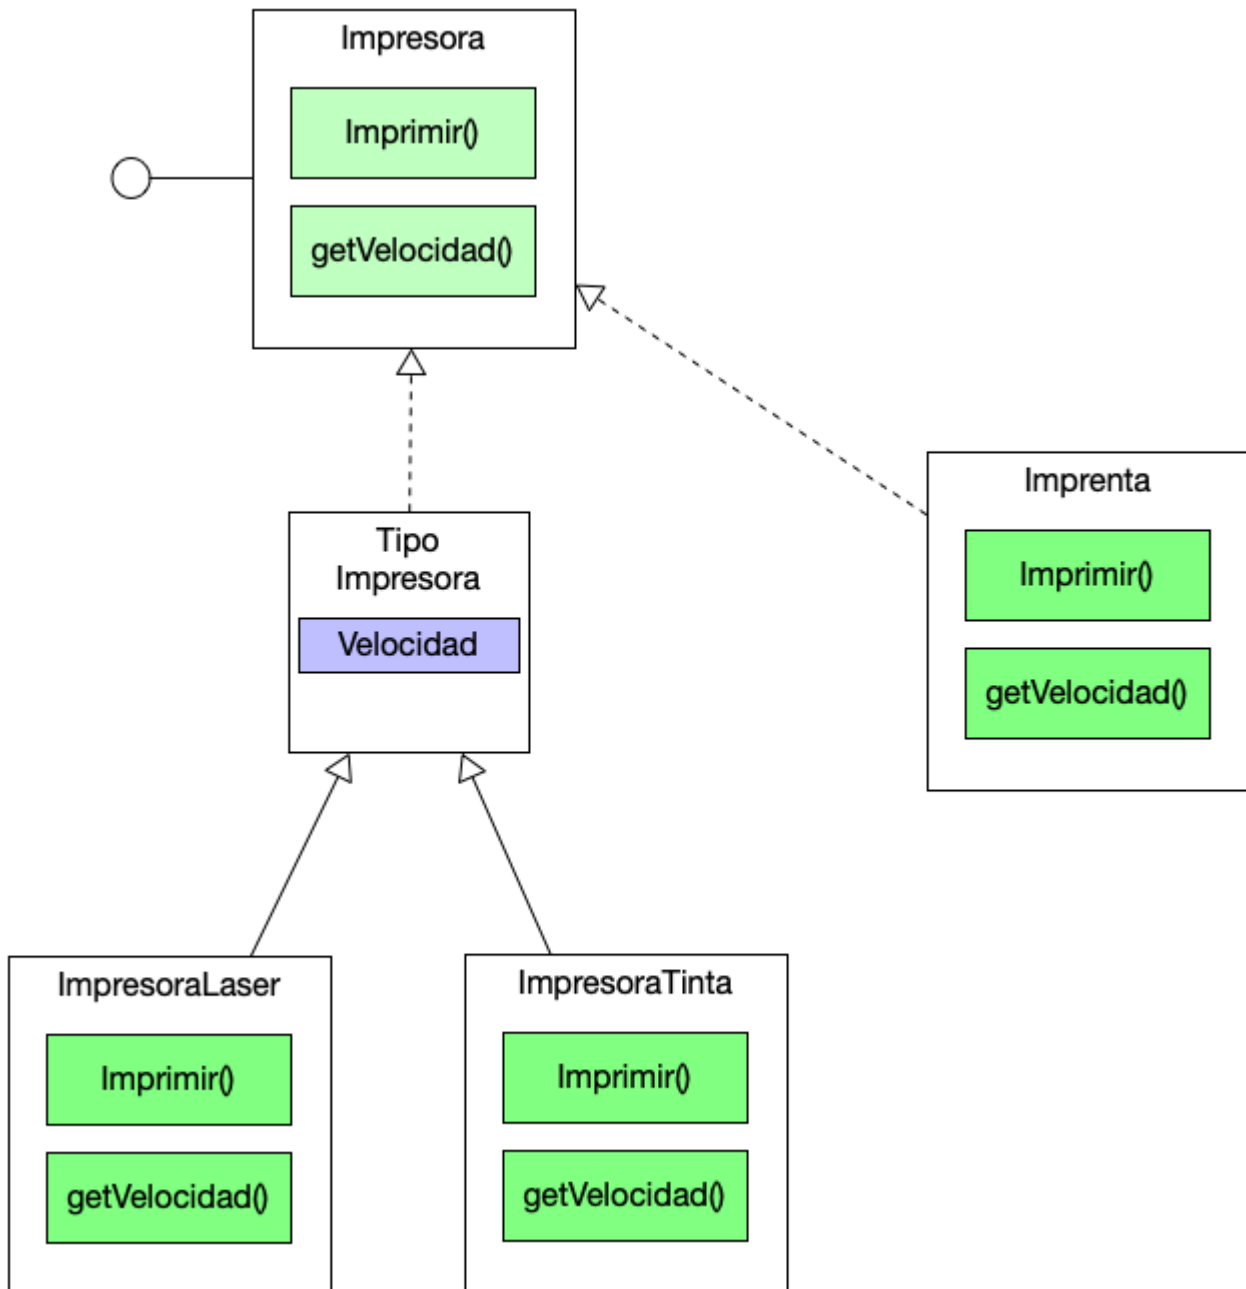 Impresora
Imprimir()
getVelocidad()
Tipo
Impresora
Velocidad
Imprenta
Imprimir()
getVelocidad()
ImpresoraLaser
Imprimir()
getVelocidad()
ImpresoraTinta
Imprimir()
getVelocidad()